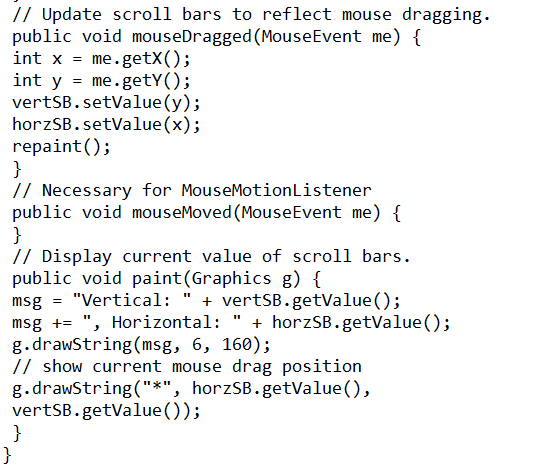 // Update scroll bars to reflect mouse dragging.
public void mouseDragged(MouseEvent me) {
int x = me.getX();
int y = me.getY();
vertSB.setValue(y);
horzSB.setValue(x);
repaint();
}
// Necessary for MouseMotionListener
public void mouseMoved(MouseEvent me) {
}
// Display current value of scroll bars.
public void paint(Graphics g) {
msg = "Vertical: " + vertSB.getValue();
msg += ", Horizontal: " + horzSB.getValue();
g.drawString(msg, 6, 160);
// show current mouse drag position
g.drawString("*", horzSB.getValue(),
vertSB.getValue());
}
}